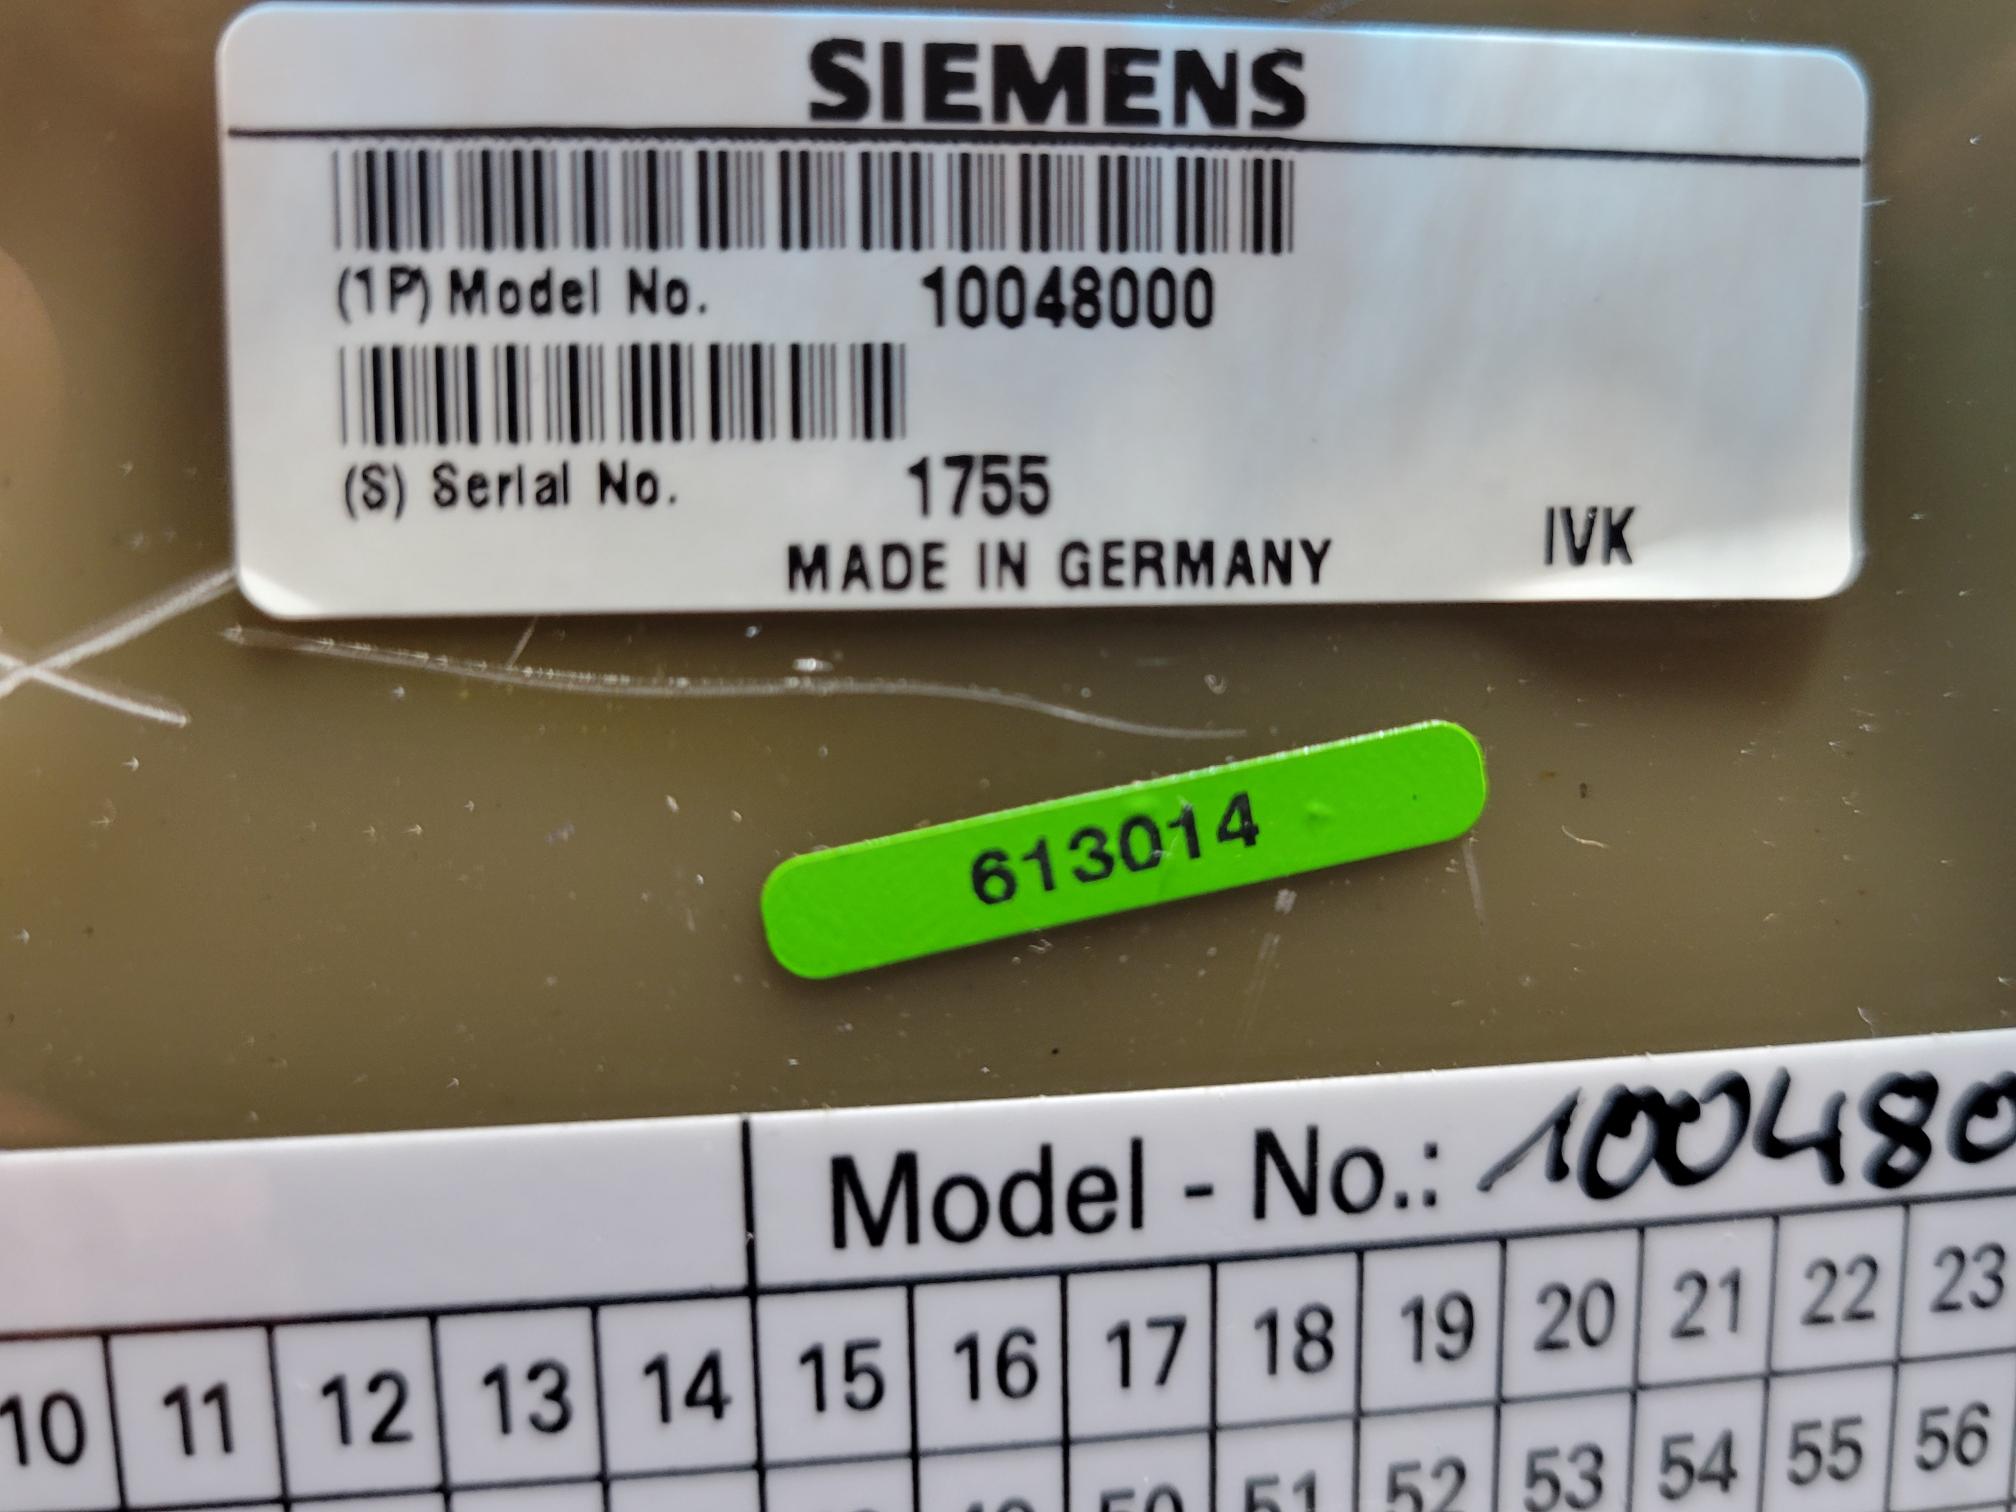 SIEMENS
(1P) Model No. 10048000
(S) Serial No. 1755
MADE IN GERMANY IVK
613014
Model - No.: 100480
10 11 12 13 14 15 16 17 18 19 20 21 22 23
50 51 52 53 54 55 56